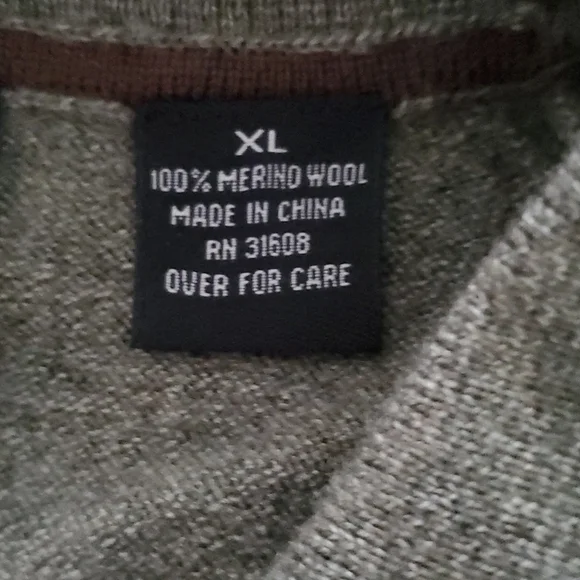 XL
100% MERINO WOOL
MADE IN CHINA
RN 31608
OVER FOR CARE